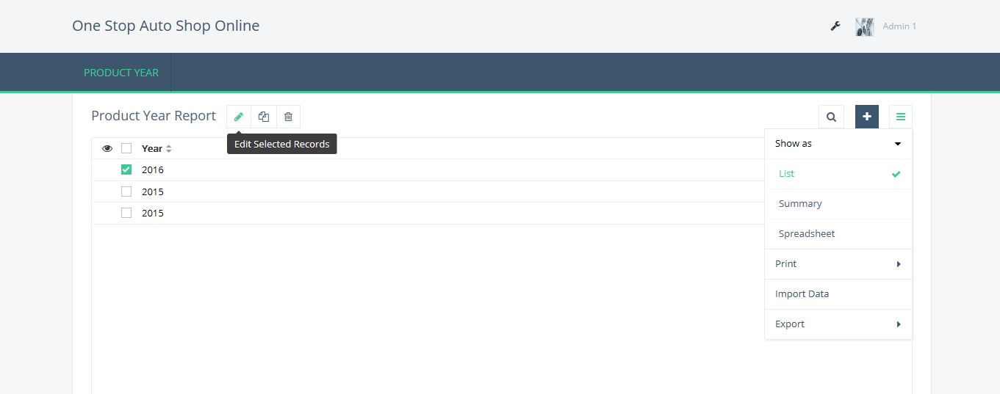 One Stop Auto Shop Online
Admin 1
PRODUCT YEAR
Product Year Report
Edit Selected Records
Year
2016
2015
2015
Show as
List
Summary
Spreadsheet
Print
Import Data
Export